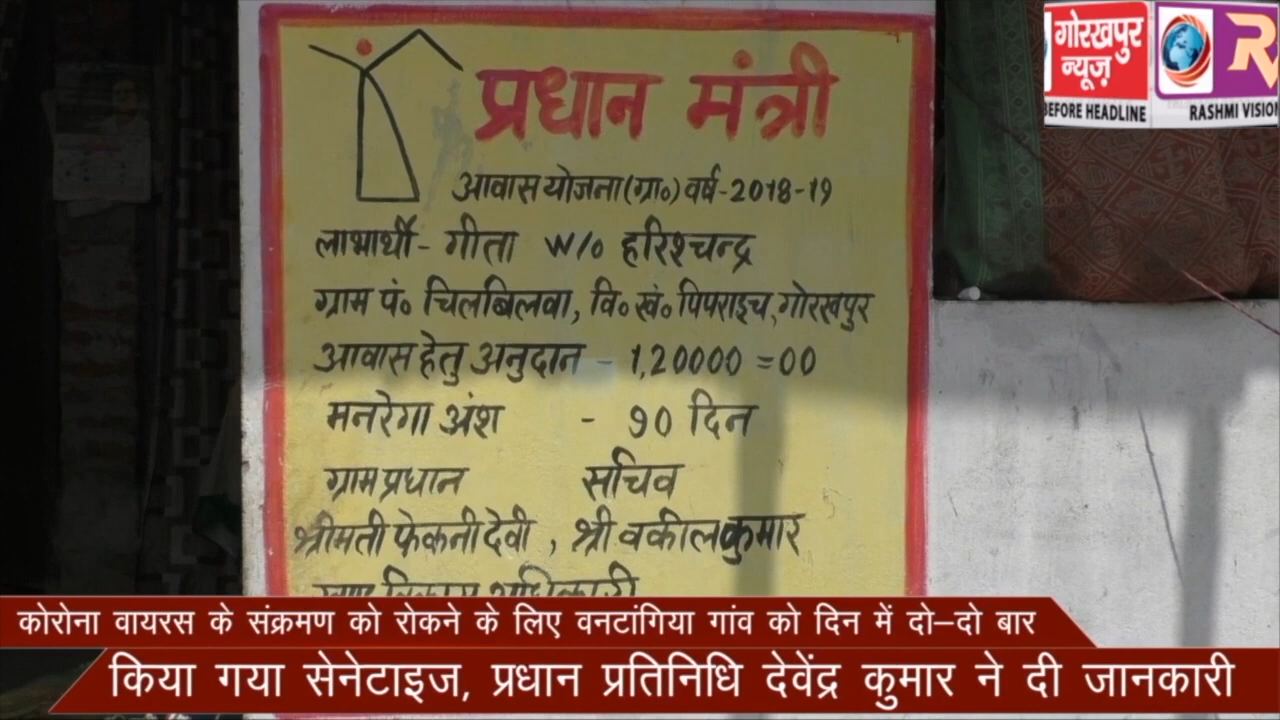 प्रधान मंत्री
आवास योजना(ग्रा०) वर्ष-2018-19
लाभार्थी - गीता W/० हरिश्चन्द्र
ग्राम पं० चिलबिलवा, वि० खं० पिपराइच, गोरखपुर
आवास हेतु अनुदान - 1,20000=00
मनरेगा अंश - 90 दिन
ग्राम प्रधान सचिव
श्रीमती फेकनी देवी, श्री वकील कुमार
गोरखपुर
न्यूज़
BEFORE HEADLINE
R
RASHMI VISION
कोरोना वायरस के संक्रमण को रोकने के लिए वनटांगिया गांव को दिन में दो–दो बार
किया गया सेनेटाइज, प्रधान प्रतिनिधि देवेंद्र कुमार ने दी जानकारी